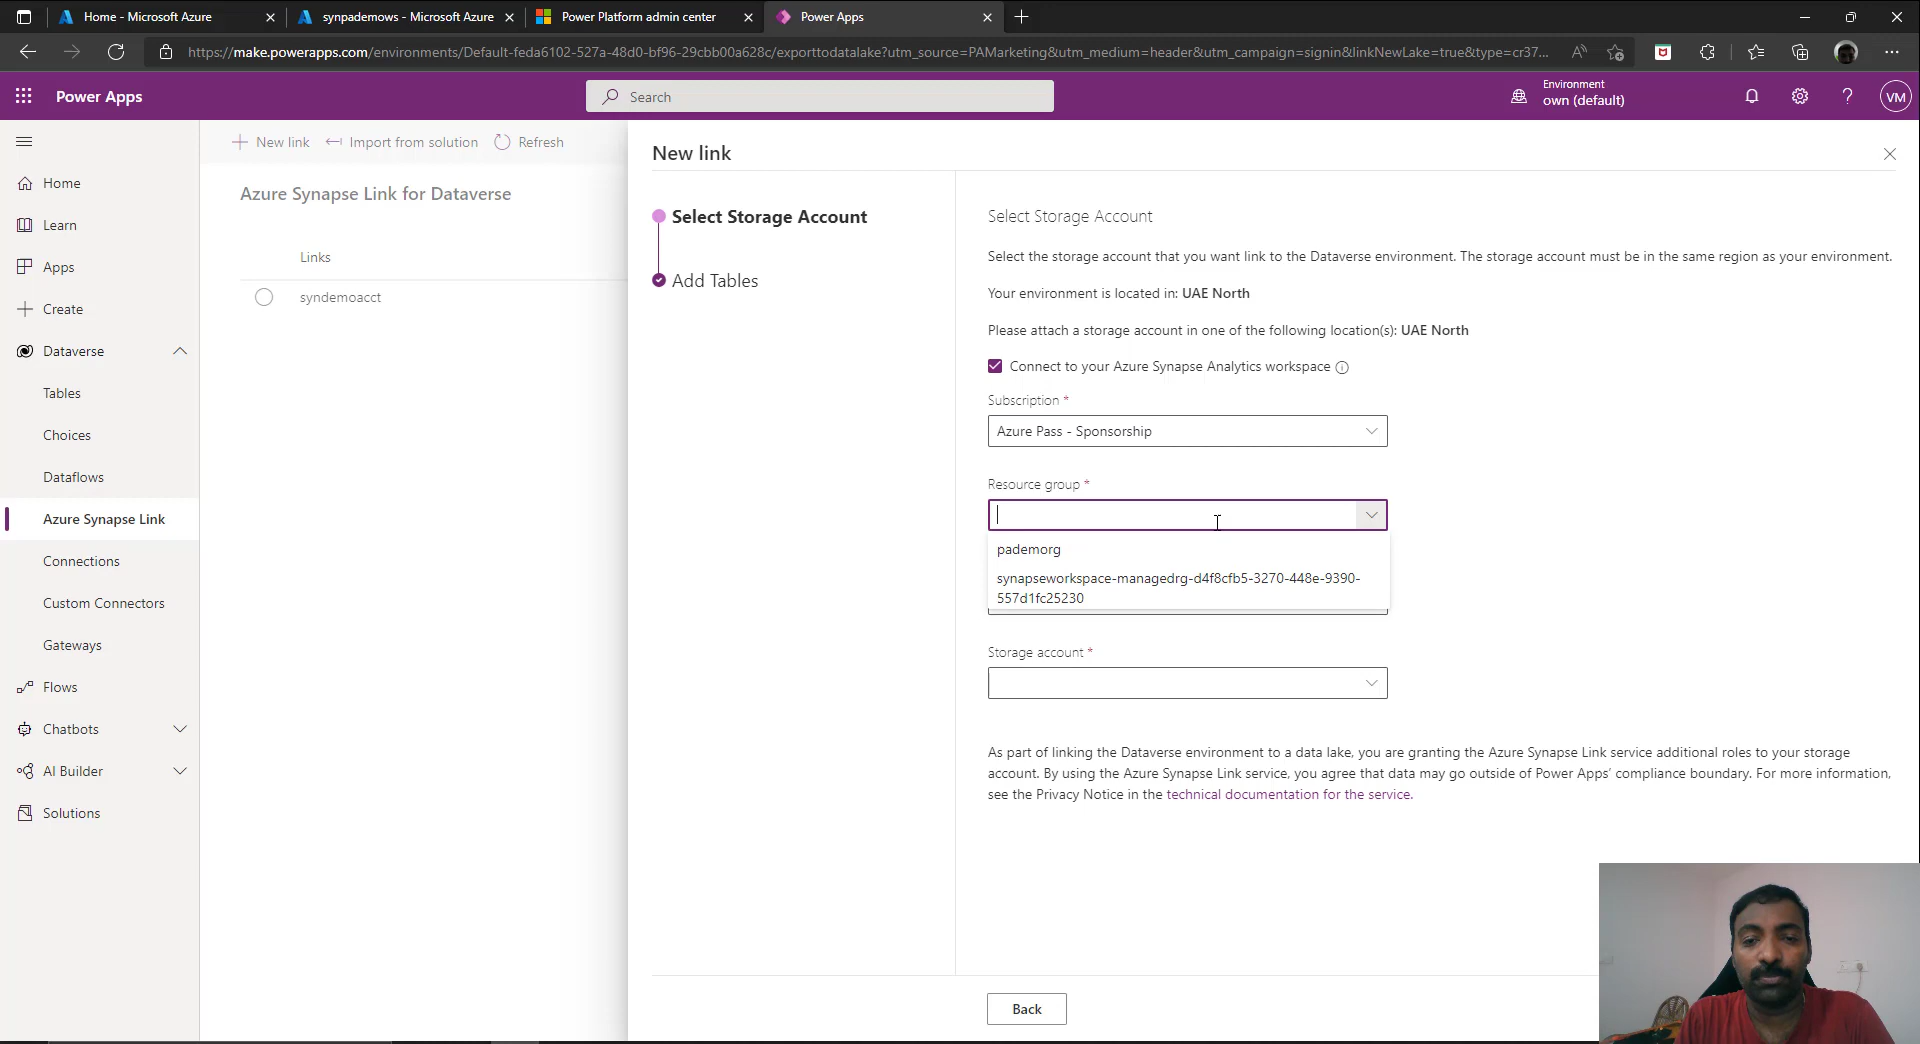 Home - Microsoft Azure
synpademows - Microsoft Azure
Power Platform admin center
Power Apps
https://make.powerapps.com/environments/Default-feda6102-527a-48d0-bf96-29cbb00a628c/exporttodatalake?utm_source=PAMarketing&utm_medium=header&utm_campaign=signin&linkNewLake=true&type=cr37...
Power Apps
Search
Environment
own (default)
VM
Home
Learn
Apps
Create
Dataverse
Tables
Choices
Dataflows
Azure Synapse Link
Connections
Custom Connectors
Gateways
Flows
Chatbots
AI Builder
Solutions
New link
Import from solution
Refresh
Azure Synapse Link for Dataverse
Links
syndemoacct
New link
Select Storage Account
Add Tables
Select Storage Account
Select the storage account that you want link to the Dataverse environment. The storage account must be in the same region as your environment.
Your environment is located in: UAE North
Please attach a storage account in one of the following location(s): UAE North
Connect to your Azure Synapse Analytics workspace
Subscription *
Azure Pass - Sponsorship
Resource group *
pademorg
synapseworkspace-managedrg-d4f8cfb5-3270-448e-9390-
557d1fc25230
Storage account *
As part of linking the Dataverse environment to a data lake, you are granting the Azure Synapse Link service additional roles to your storage
account. By using the Azure Synapse Link service, you agree that data may go outside of Power Apps' compliance boundary. For more information,
see the Privacy Notice in the technical documentation for the service.
Back